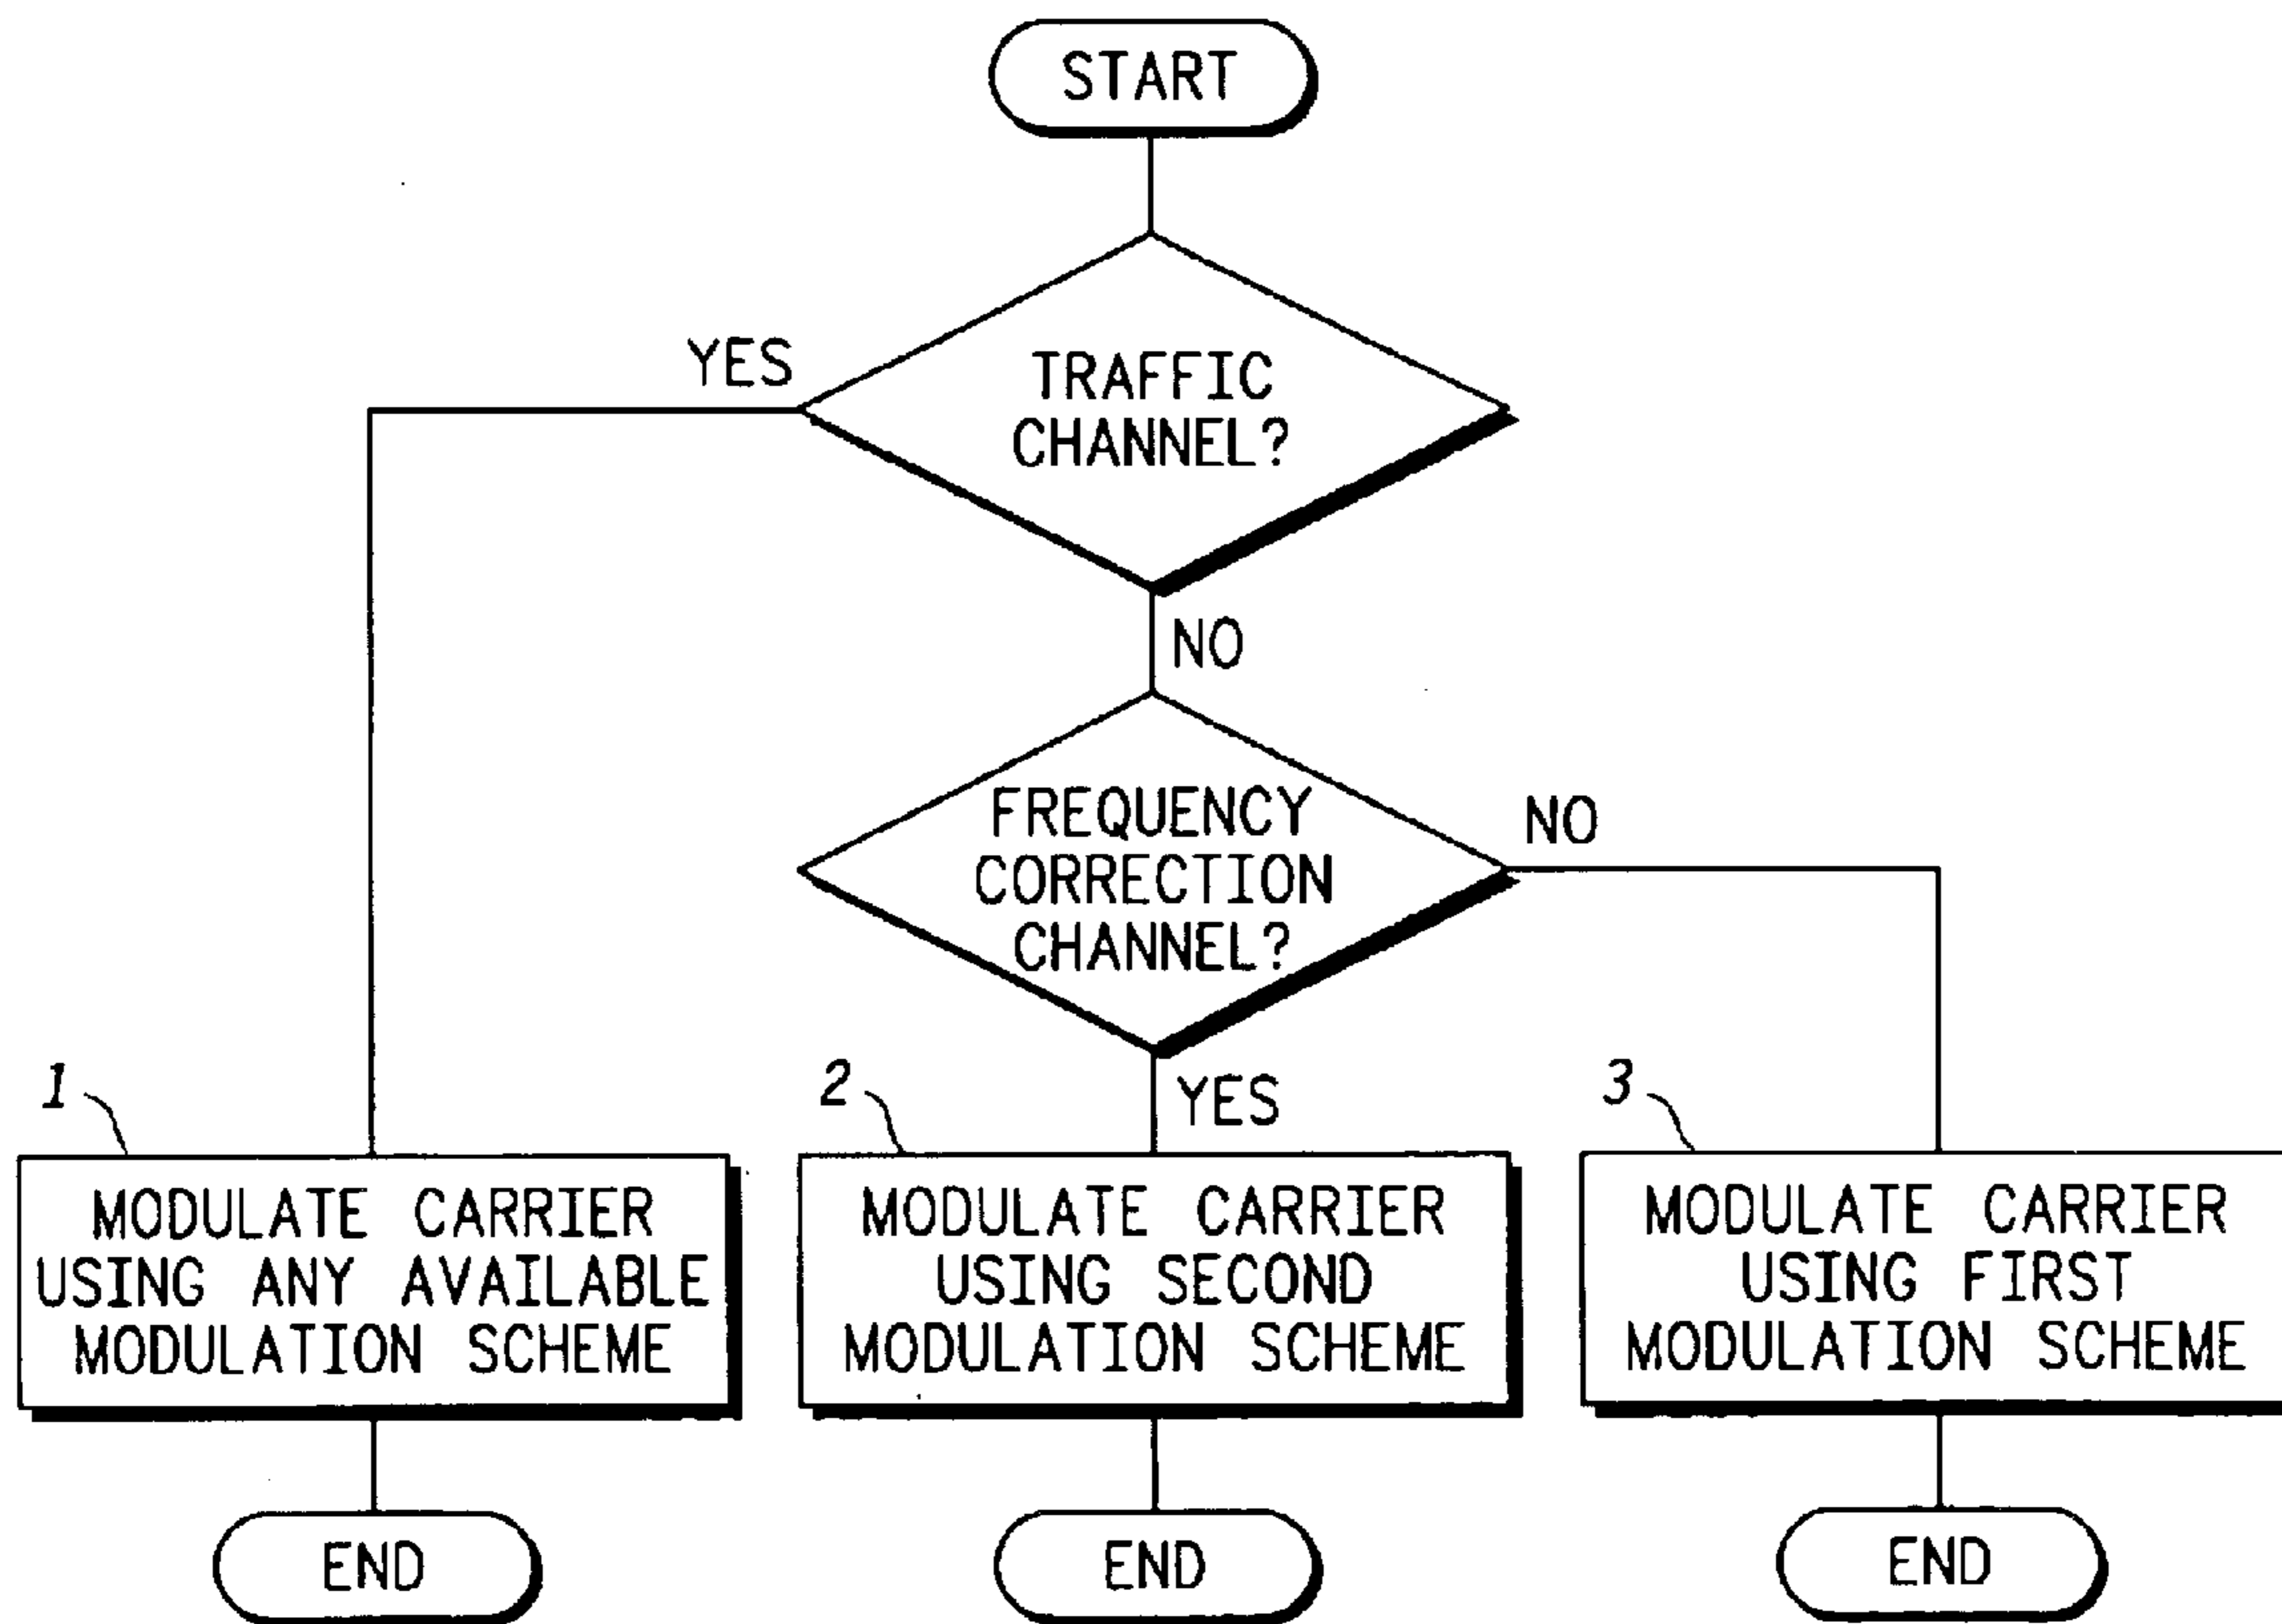 START
YES
TRAFFIC
CHANNEL?
NO
FREQUENCY
CORRECTION
CHANNEL?
NO
YES
1
2
3
MODULATE CARRIER
USING ANY AVAILABLE
MODULATION SCHEME
MODULATE CARRIER
USING SECOND
MODULATION SCHEME
MODULATE CARRIER
USING FIRST
MODULATION SCHEME
END
END
END